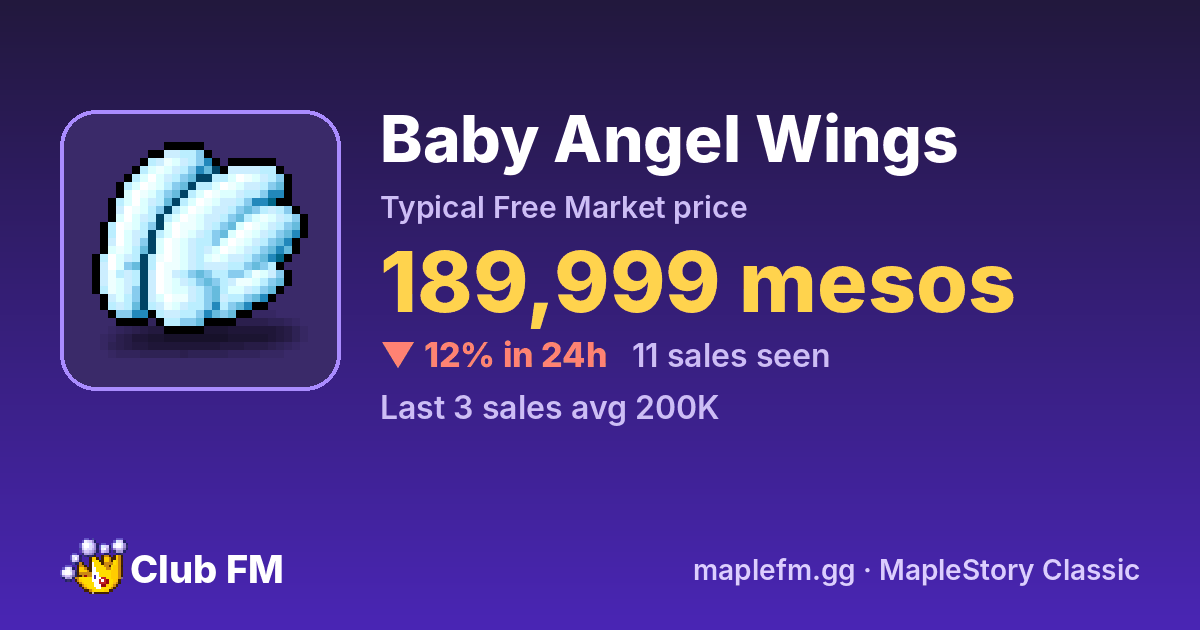 Baby Angel Wings
Typical Free Market price
189,999 mesos
▼ 12% in 24h 11 sales seen
Last 3 sales avg 200K
Club FM
maplefm.gg · MapleStory Classic